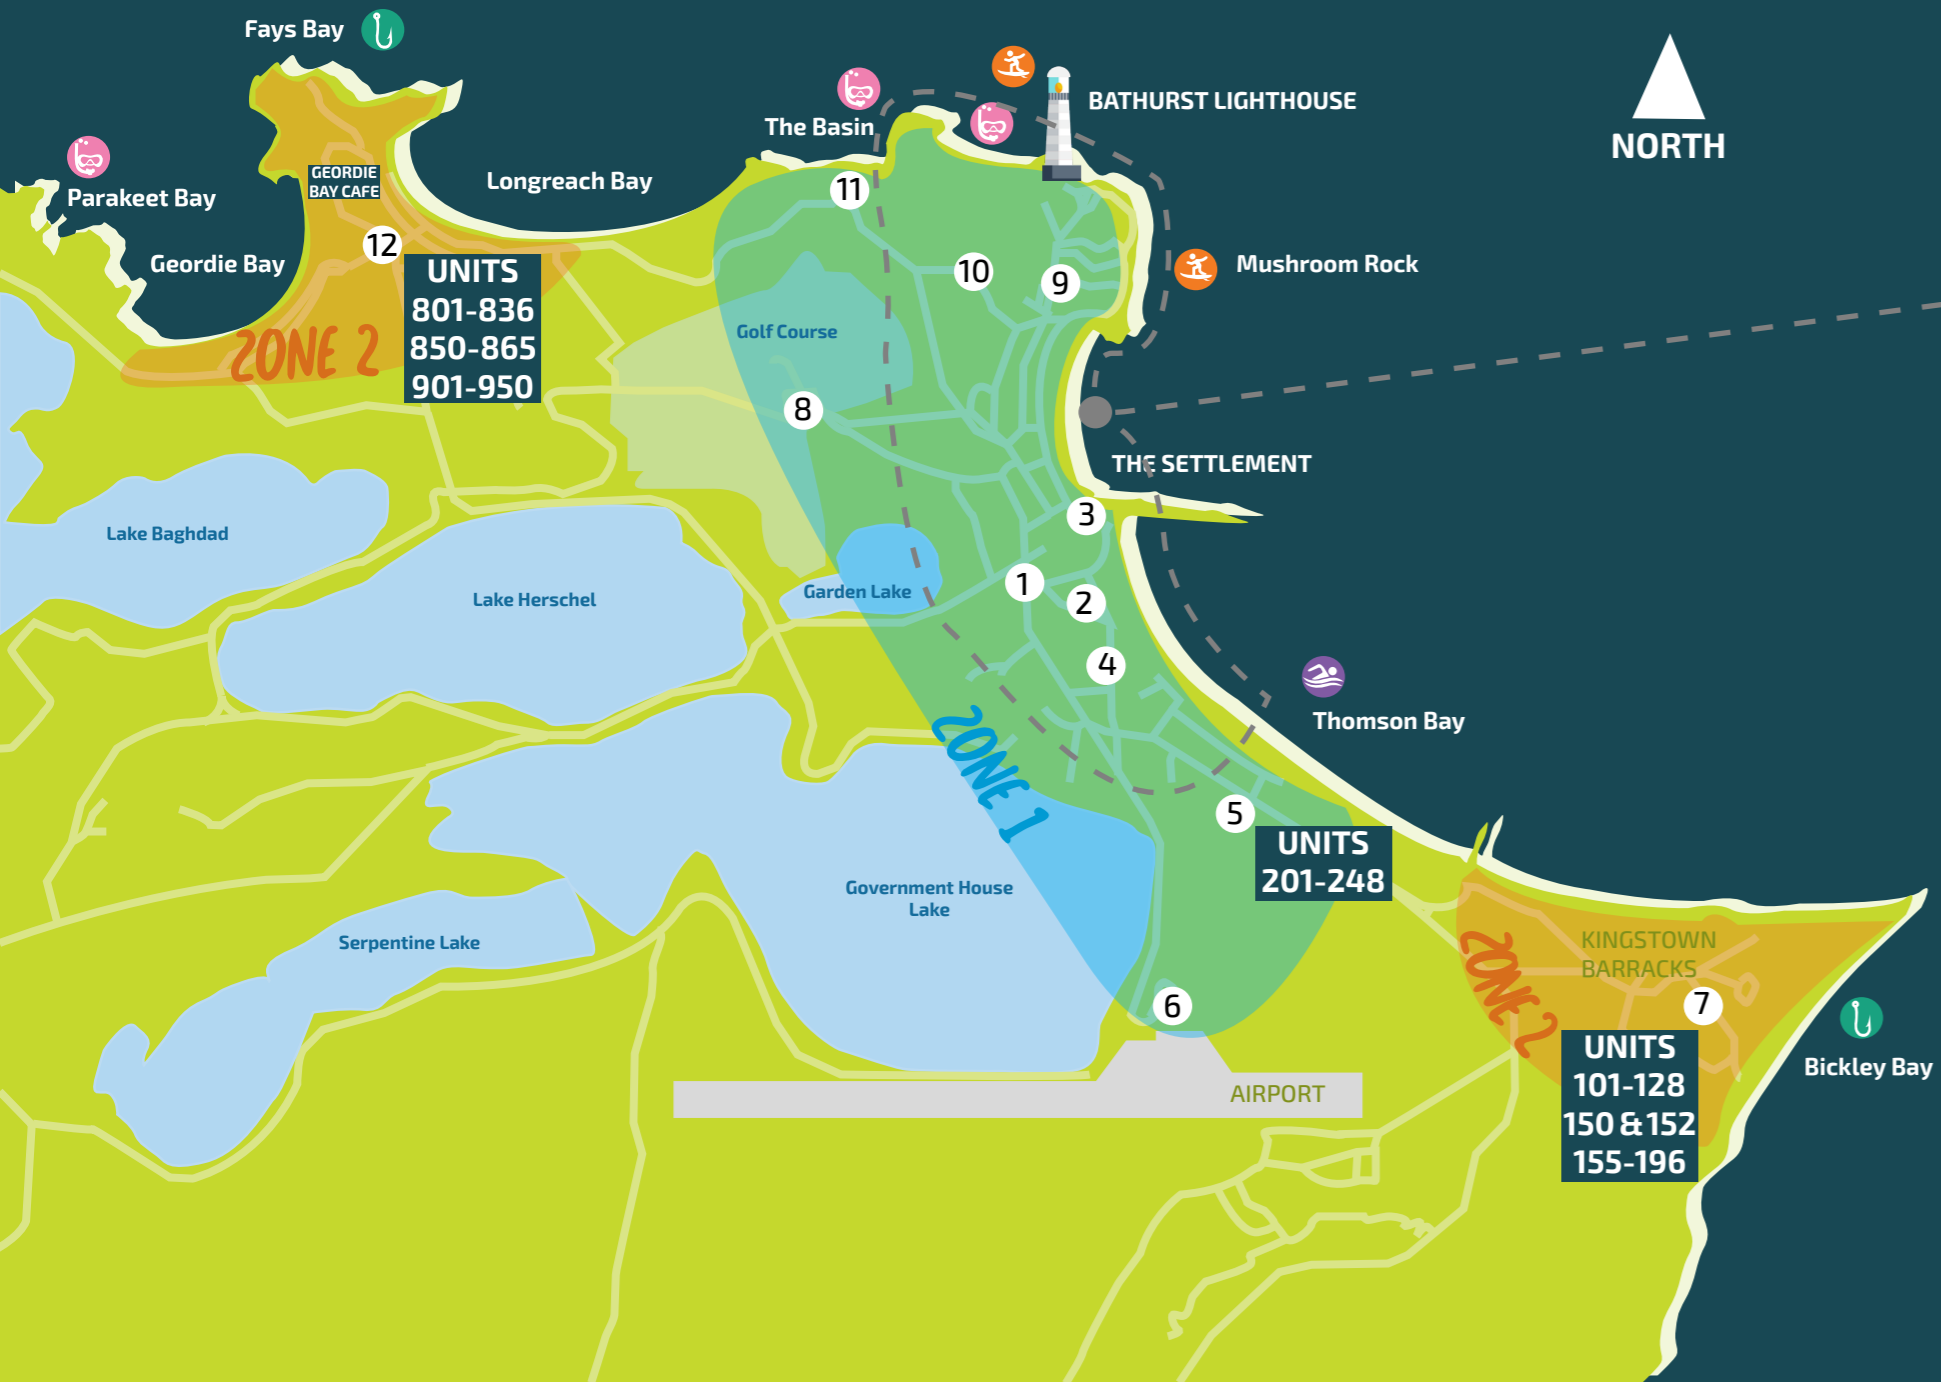 Fays Bay
BATHURST LIGHTHOUSE
The Basin
NORTH
GEORDIE
BAY CAFE
Longreach Bay
Parakeet Bay
11
12
Geordie Bay
UNITS
801-836
850-865
901-950
10
9
Mushroom Rock
Golf Course
ZONE 2
8
THE SETTLEMENT
3
Lake Baghdad
1
Garden Lake
Lake Herschel
2
4
Thomson Bay
ZONE 1
5
UNITS
201-248
Government House
Lake
Serpentine Lake
KINGSTOWN
BARRACKS
ZONE 2
6
7
UNITS
101-128
150 & 152
155-196
Bickley Bay
AIRPORT